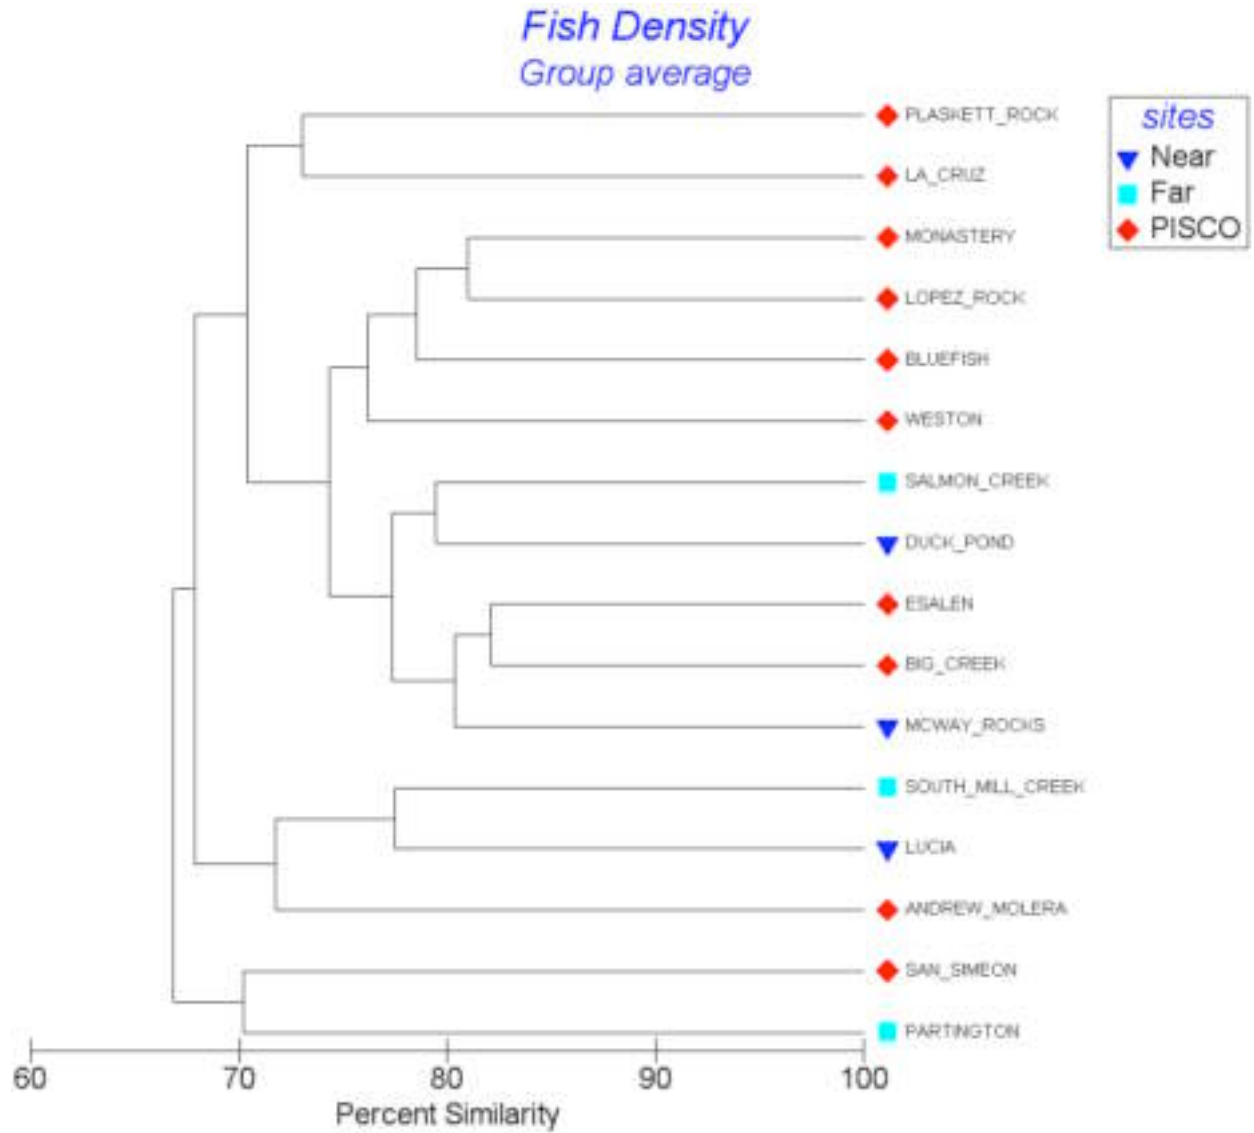 Fish Density
Group average
PLASKETT_ROCK
LA_CRUZ
MONASTERY
LOPEZ_ROCK
BLUEFISH
WESTON
SALMON_CREEK
DUCK_POND
ESALEN
BIG_CREEK
MCWAY_ROCKS
SOUTH_MILL_CREEK
LUCIA
ANDREW_MOLERA
SAN_SIMEON
PARTINGTON
sites
Near
Far
PISCO
60 70 80 90 100
Percent Similarity